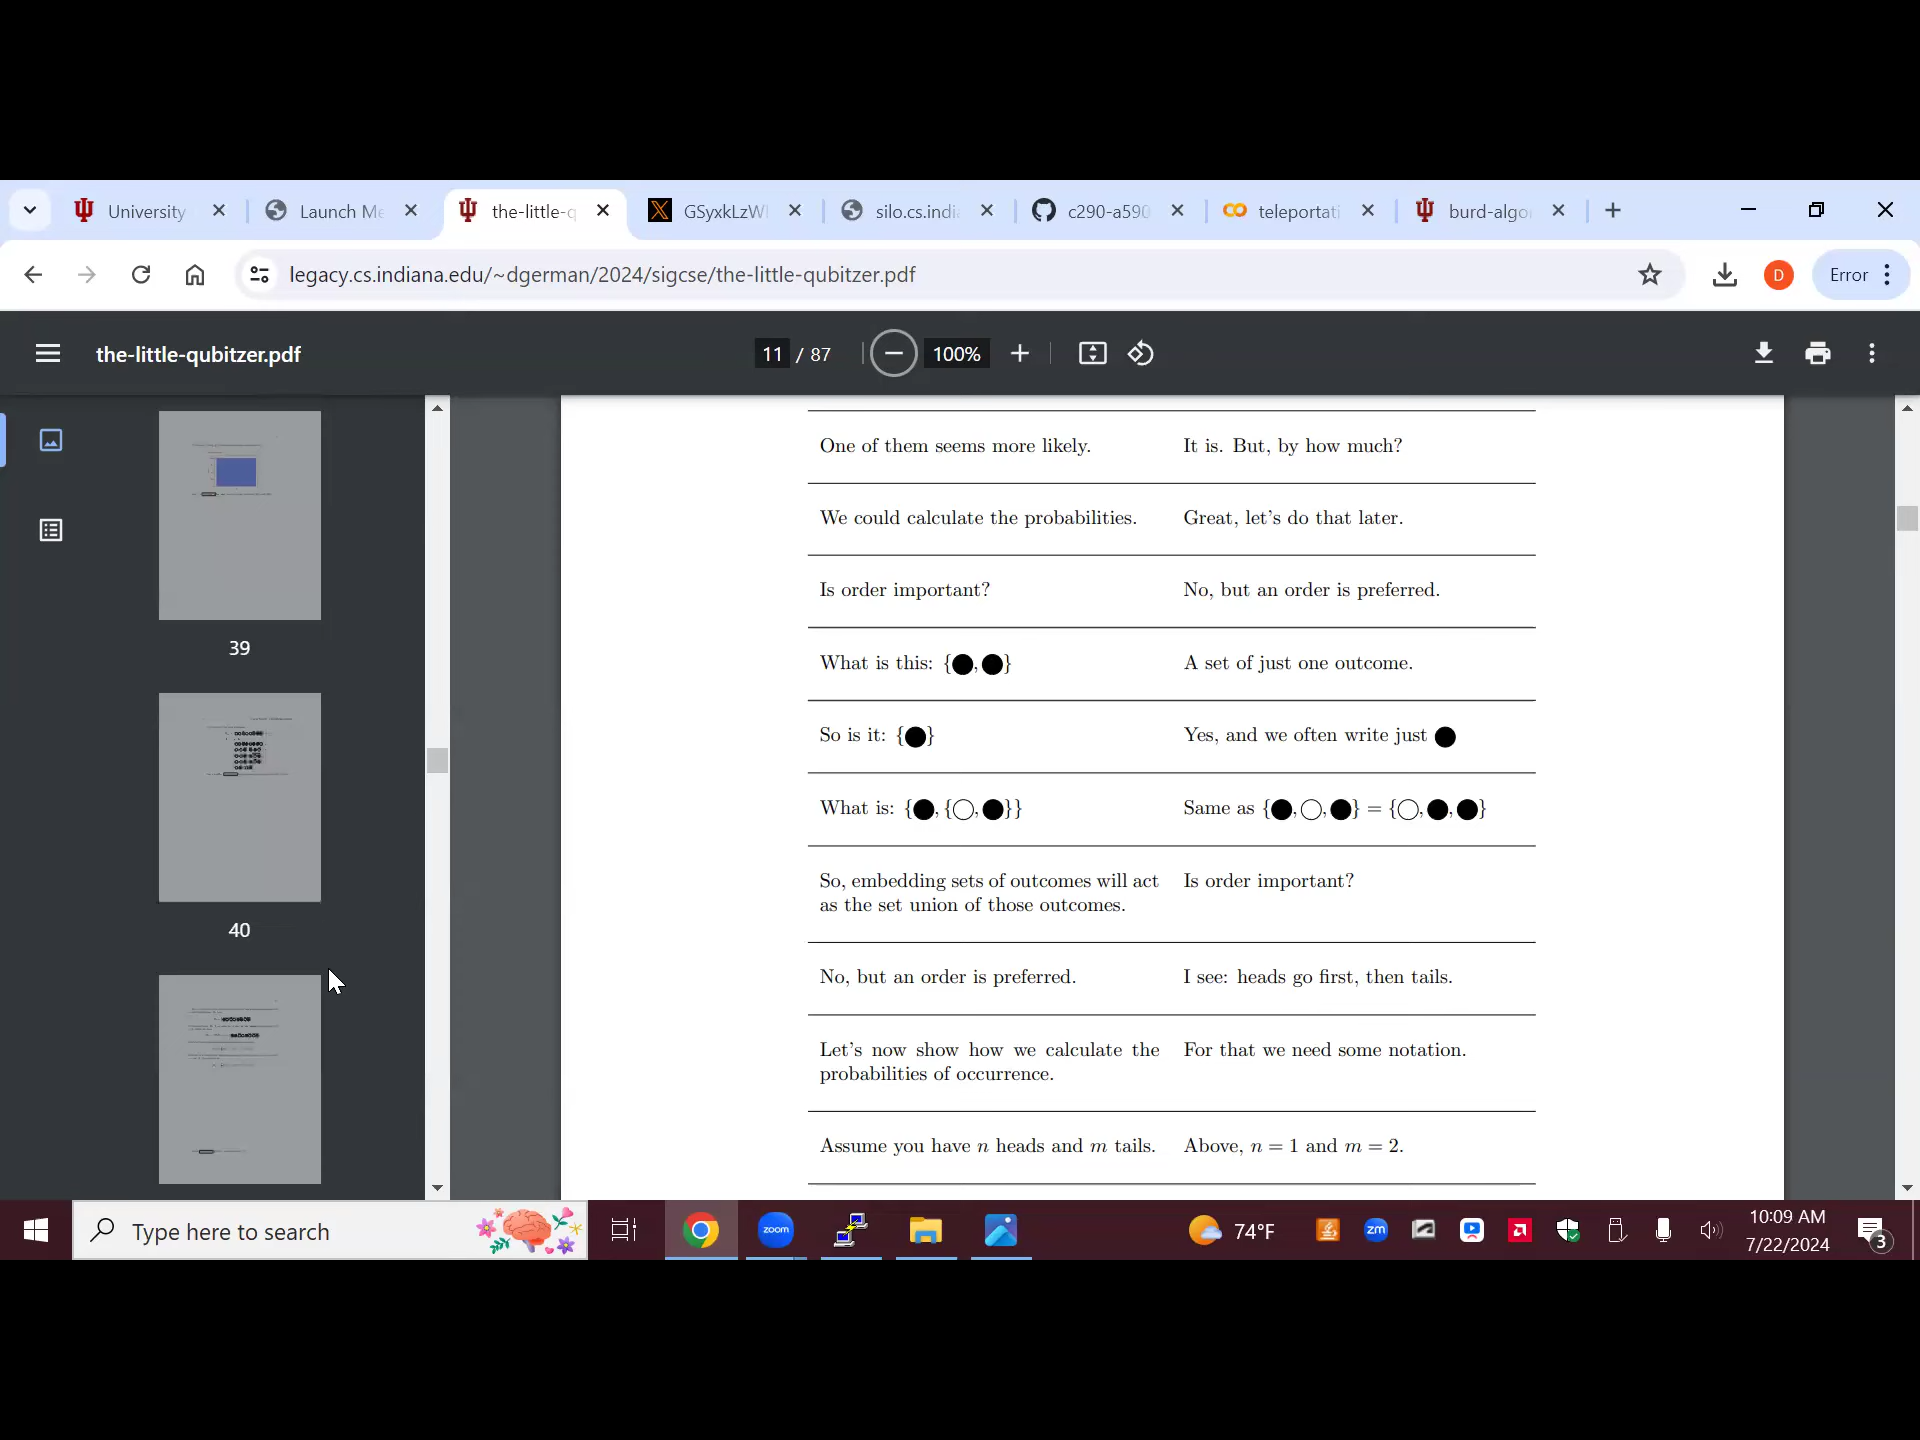 University
Launch Me
the-little-q
GSyxkLzW
silo.cs.indi
c290-a590
teleportati
burd-algo
legacy.cs.indiana.edu/~dgerman/2024/sigcse/the-little-qubitzer.pdf
D
Error
the-little-qubitzer.pdf
11 / 87
100%
39
40
One of them seems more likely. It is. But, by how much?
We could calculate the probabilities. Great, let's do that later.
Is order important? No, but an order is preferred.
What is this: {●,●} A set of just one outcome.
So is it: {●} Yes, and we often write just ●
What is: {●,{○,●}} Same as {●,○,●} = {○,●,●}
So, embedding sets of outcomes will act Is order important?
as the set union of those outcomes.
No, but an order is preferred. I see: heads go first, then tails.
Let's now show how we calculate the For that we need some notation.
probabilities of occurrence.
Assume you have n heads and m tails. Above, n = 1 and m = 2.
Type here to search
zoom
74°F
zm
10:09 AM
7/22/2024
3